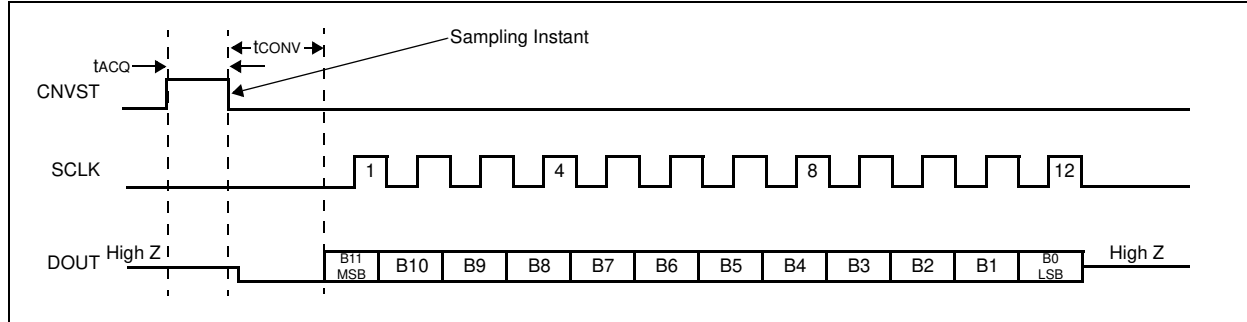 Sampling Instant
tCONV
tACQ
CNVST
SCLK
1
4
8
12
DOUT
High Z
B11
MSB
B10
B9
B8
B7
B6
B5
B4
B3
B2
B1
B0
LSB
High Z